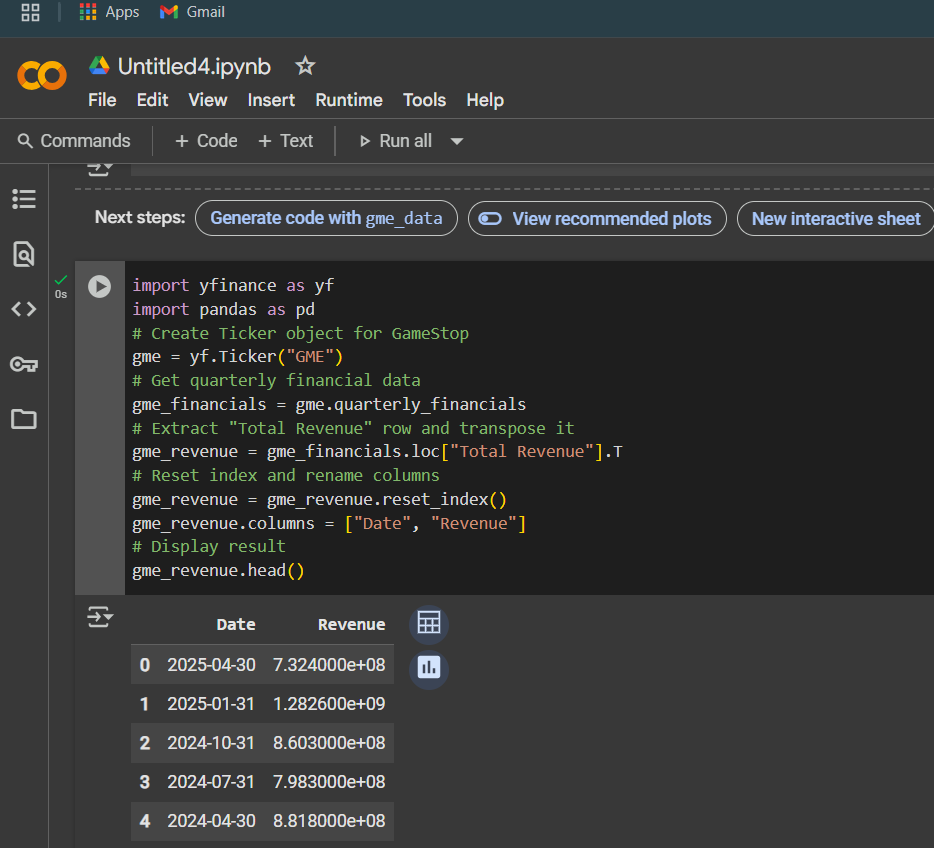 Apps Gmail
Untitled4.ipynb
File Edit View Insert Runtime Tools Help
Commands + Code + Text Run all
Next steps: Generate code with gme_data View recommended plots New interactive sheet
0s
import yfinance as yf
import pandas as pd
# Create Ticker object for GameStop
gme = yf.Ticker("GME")
# Get quarterly financial data
gme_financials = gme.quarterly_financials
# Extract "Total Revenue" row and transpose it
gme_revenue = gme_financials.loc["Total Revenue"].T
# Reset index and rename columns
gme_revenue = gme_revenue.reset_index()
gme_revenue.columns = ["Date", "Revenue"]
# Display result
gme_revenue.head()
Date Revenue
0 2025-04-30 7.324000e+08
1 2025-01-31 1.282600e+09
2 2024-10-31 8.603000e+08
3 2024-07-31 7.983000e+08
4 2024-04-30 8.818000e+08